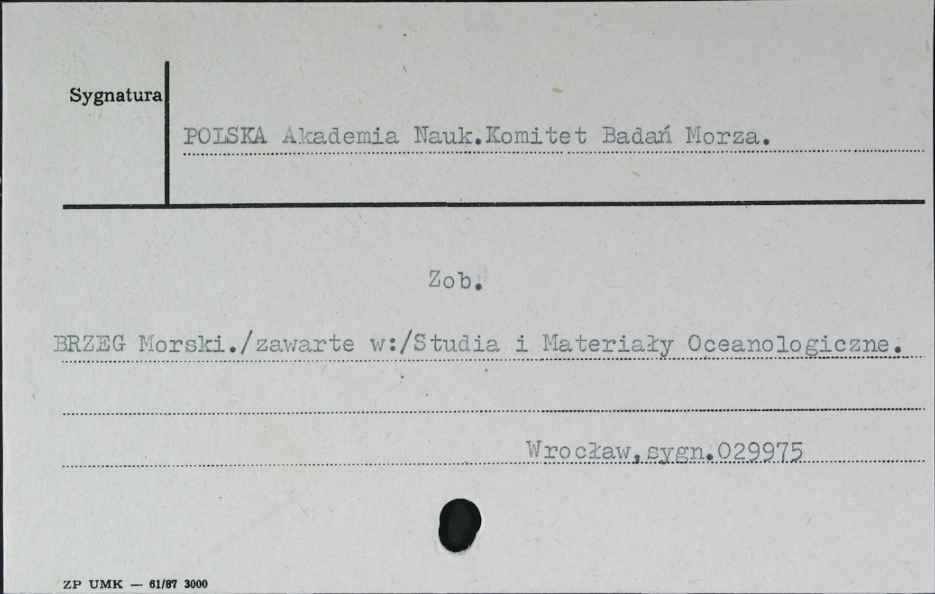 Sygnatura
POLSKA Akademia Nauk.Komitet Badań Morza.
Zob.
BRZEG Morski./zawarte w:/Studia i Materiały Oceanologiczne.
Wrocław,sygn.029975
ZP UMK — 61/87 3000